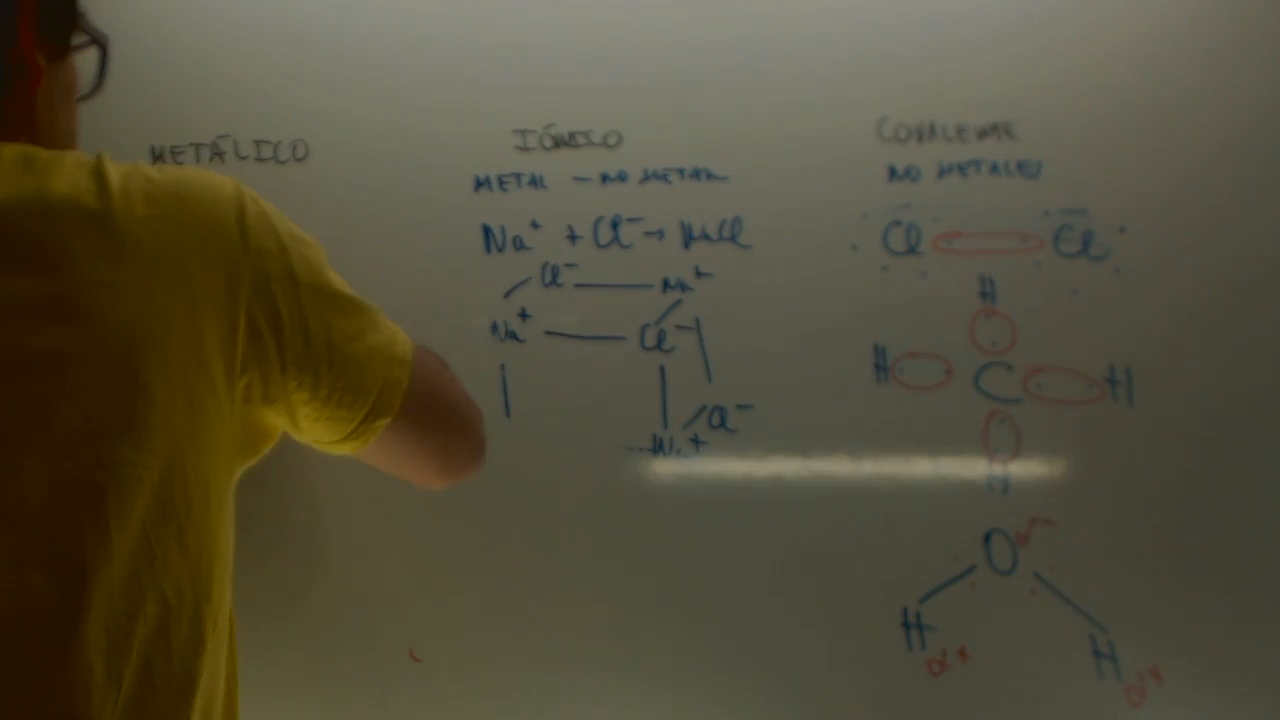 METÁLICO
IÓNICO
METAL - NO METAL
Na⁺ + Cl⁻ → NaCl
Cl⁻ Na⁺
Na⁺ Cl⁻
Cl⁻
Na⁺
COVALENTE
NO METALES
Cl Cl
H
H C H
H
O δ⁻
H H
δ⁺ δ⁺